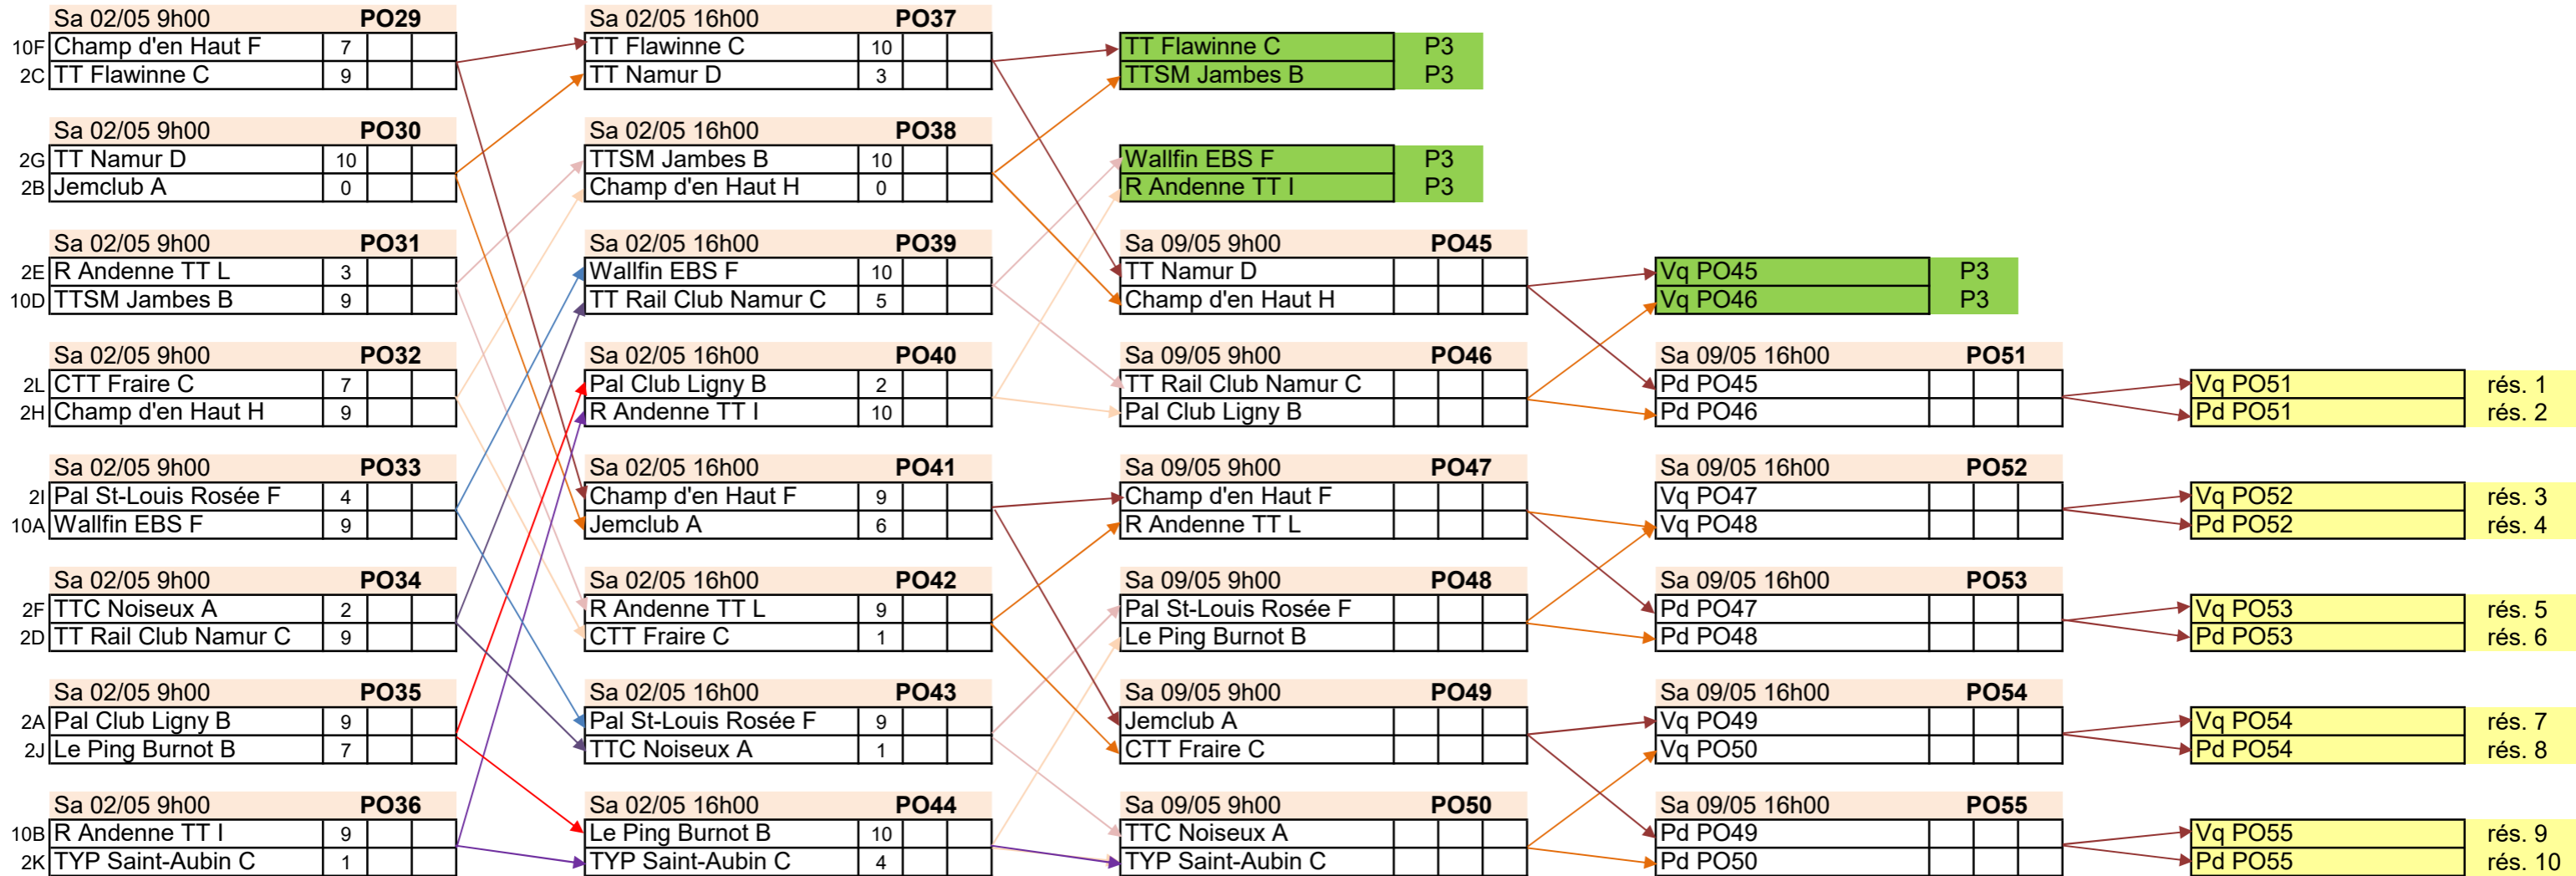 Sa 02/05 9h00 PO29 Sa 02/05 16h00 PO37
10F Champ d'en Haut F 7 TT Flawinne C 10 TT Flawinne C P3
2C TT Flawinne C 9 TT Namur D 3 TTSM Jambes B P3
Sa 02/05 9h00 PO30 Sa 02/05 16h00 PO38
2G TT Namur D 10 TTSM Jambes B 10 Wallfin EBS F P3
2B Jemclub A 0 Champ d'en Haut H 0 R Andenne TT I P3
Sa 02/05 9h00 PO31 Sa 02/05 16h00 PO39 Sa 09/05 9h00 PO45
2E R Andenne TT L 3 Wallfin EBS F 10 TT Namur D Vq PO45 P3
10D TTSM Jambes B 9 TT Rail Club Namur C 5 Champ d'en Haut H Vq PO46 P3
Sa 02/05 9h00 PO32 Sa 02/05 16h00 PO40 Sa 09/05 9h00 PO46 Sa 09/05 16h00 PO51
2L CTT Fraire C 7 Pal Club Ligny B 2 TT Rail Club Namur C Pd PO45 Vq PO51 rés. 1
2H Champ d'en Haut H 9 R Andenne TT I 10 Pal Club Ligny B Pd PO46 Pd PO51 rés. 2
Sa 02/05 9h00 PO33 Sa 02/05 16h00 PO41 Sa 09/05 9h00 PO47 Sa 09/05 16h00 PO52
2I Pal St-Louis Rosée F 4 Champ d'en Haut F 9 Champ d'en Haut F Vq PO47 Vq PO52 rés. 3
10A Wallfin EBS F 9 Jemclub A 6 R Andenne TT L Vq PO48 Pd PO52 rés. 4
Sa 02/05 9h00 PO34 Sa 02/05 16h00 PO42 Sa 09/05 9h00 PO48 Sa 09/05 16h00 PO53
2F TTC Noiseux A 2 R Andenne TT L 9 Pal St-Louis Rosée F Pd PO47 Vq PO53 rés. 5
2D TT Rail Club Namur C 9 CTT Fraire C 1 Le Ping Burnot B Pd PO48 Pd PO53 rés. 6
Sa 02/05 9h00 PO35 Sa 02/05 16h00 PO43 Sa 09/05 9h00 PO49 Sa 09/05 16h00 PO54
2A Pal Club Ligny B 9 Pal St-Louis Rosée F 9 Jemclub A Vq PO49 Vq PO54 rés. 7
2J Le Ping Burnot B 7 TTC Noiseux A 1 CTT Fraire C Vq PO50 Pd PO54 rés. 8
Sa 02/05 9h00 PO36 Sa 02/05 16h00 PO44 Sa 09/05 9h00 PO50 Sa 09/05 16h00 PO55
10B R Andenne TT I 9 Le Ping Burnot B 10 TTC Noiseux A Pd PO49 Vq PO55 rés. 9
2K TYP Saint-Aubin C 1 TYP Saint-Aubin C 4 TYP Saint-Aubin C Pd PO50 Pd PO55 rés. 10